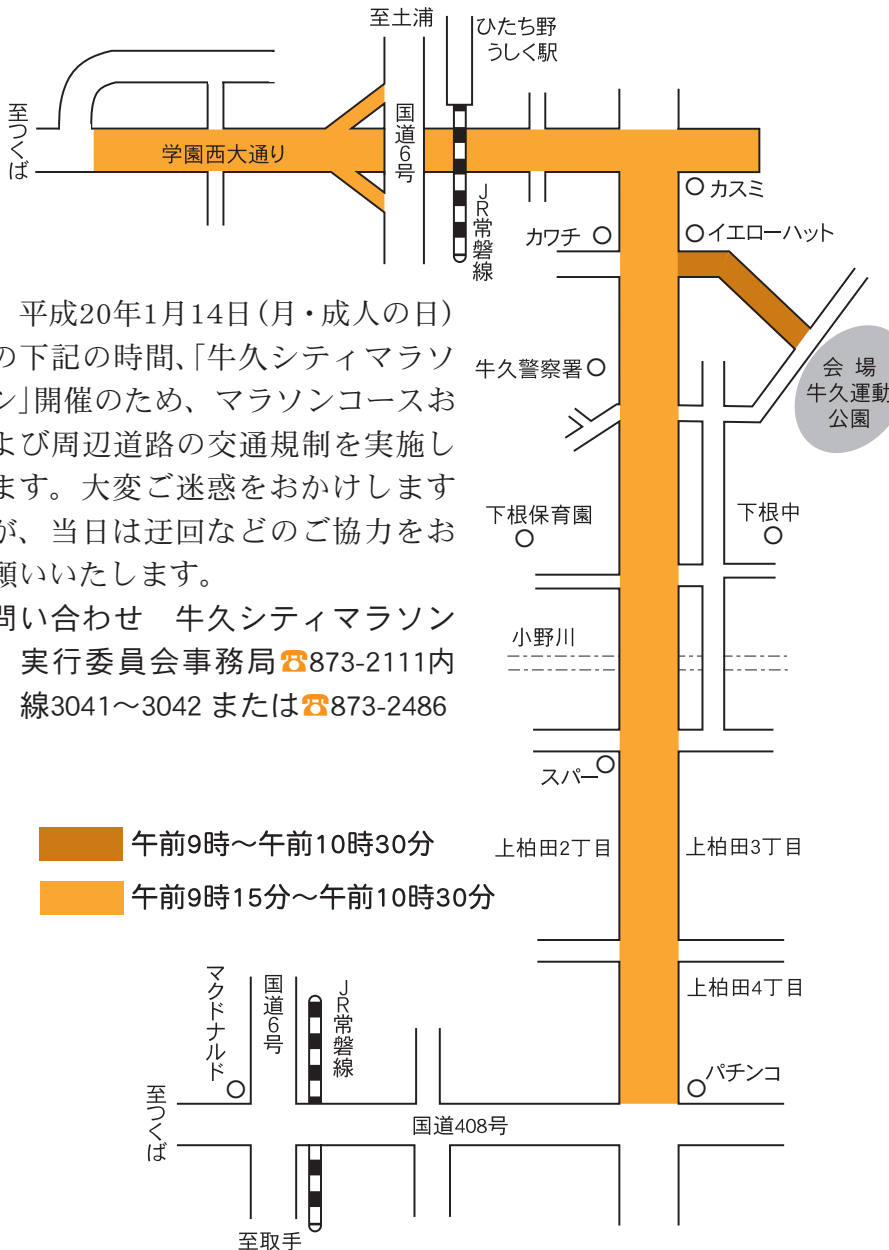 至土浦
ひたち野
うしく駅
至つくば
学園西大通り
国道6号
JR常磐線
カスミ
カワチ
イエローハット
平成20年1月14日(月・成人の日)
の下記の時間、「牛久シティマラソ
ン」開催のため、マラソンコースお
よび周辺道路の交通規制を実施し
ます。大変ご迷惑をおかけします
が、当日は迂回などのご協力をお
願いいたします。
問い合わせ 牛久シティマラソン
実行委員会事務局☎873-2111内
線3041〜3042 または☎873-2486
牛久警察署
会場
牛久運動
公園
下根保育園
下根中
小野川
スパー
午前9時〜午前10時30分
午前9時15分〜午前10時30分
上柏田2丁目
上柏田3丁目
上柏田4丁目
マクドナルド
国道6号
JR常磐線
パチンコ
至つくば
国道408号
至取手